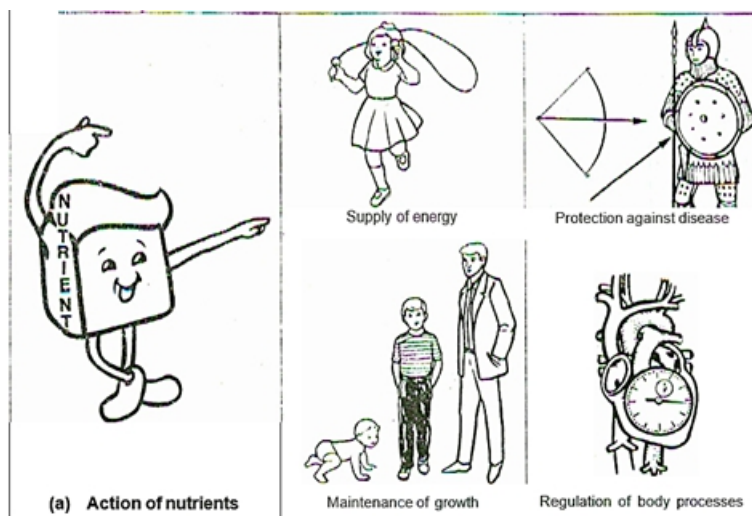 NUTRIENT
Supply of energy
Protection against disease
Maintenance of growth
Regulation of body processes
(a) Action of nutrients